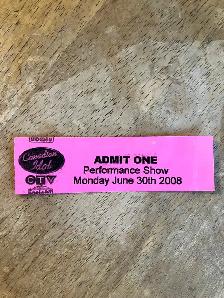 Canadian
Idol
CTV
ADMIT ONE
Performance Show
Monday June 30th 2008